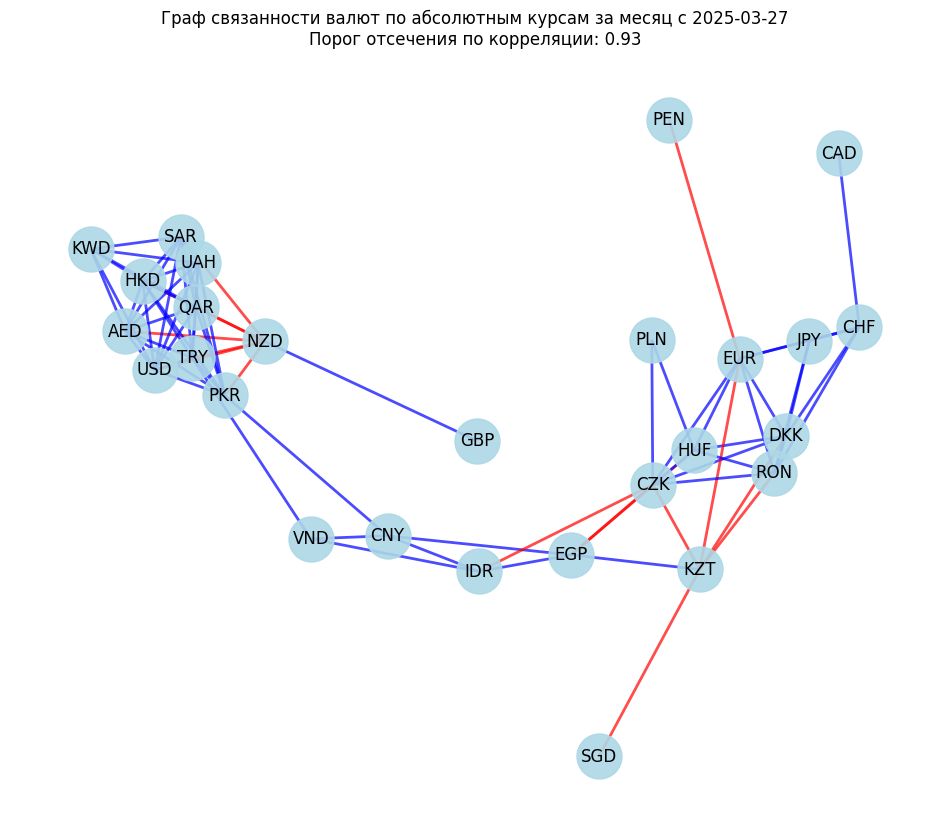 Граф связанности валют по абсолютным курсам за месяц с 2025-03-27
Порог отсечения по корреляции: 0.93
PEN
CAD
SAR
KWD
UAH
HKD
QAR
CHF
AED
NZD
PLN
JPY
TRY
EUR
USD
PKR
DKK
GBP
HUF
RON
CZK
CNY
VND
EGP
IDR
KZT
SGD